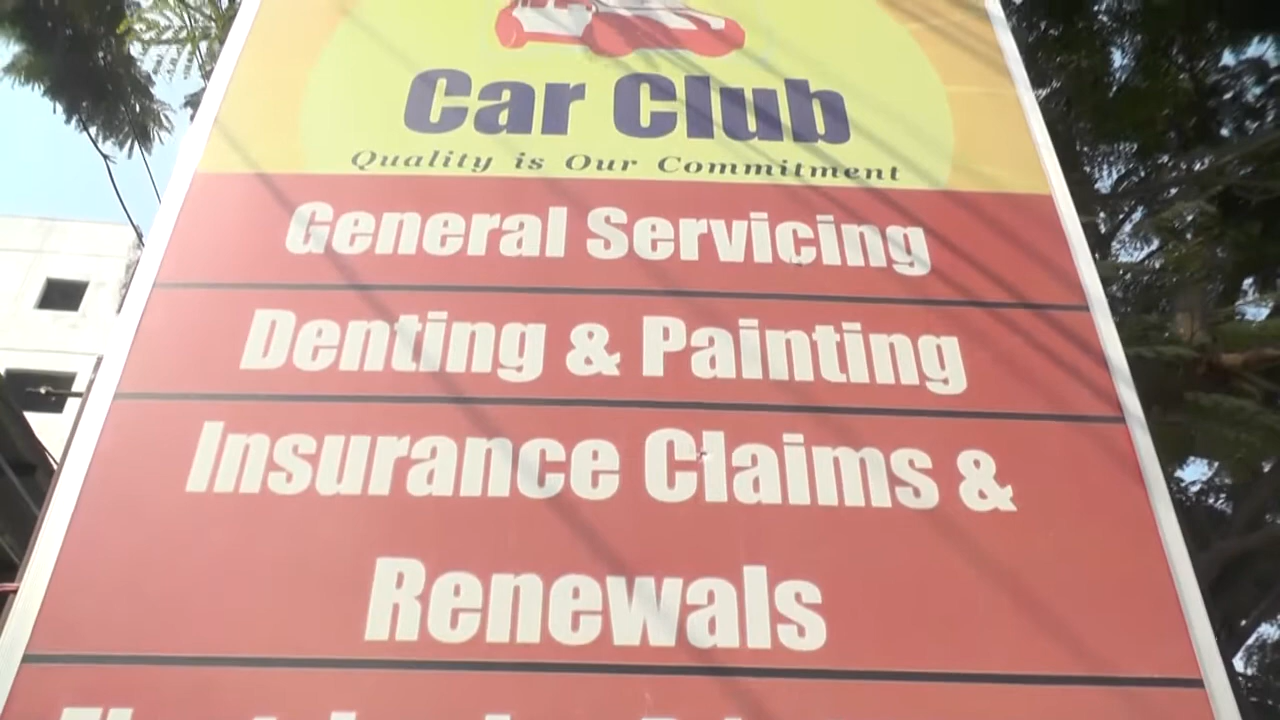 Car Club
Quality is Our Commitment
General Servicing
Denting & Painting
Insurance Claims &
Renewals